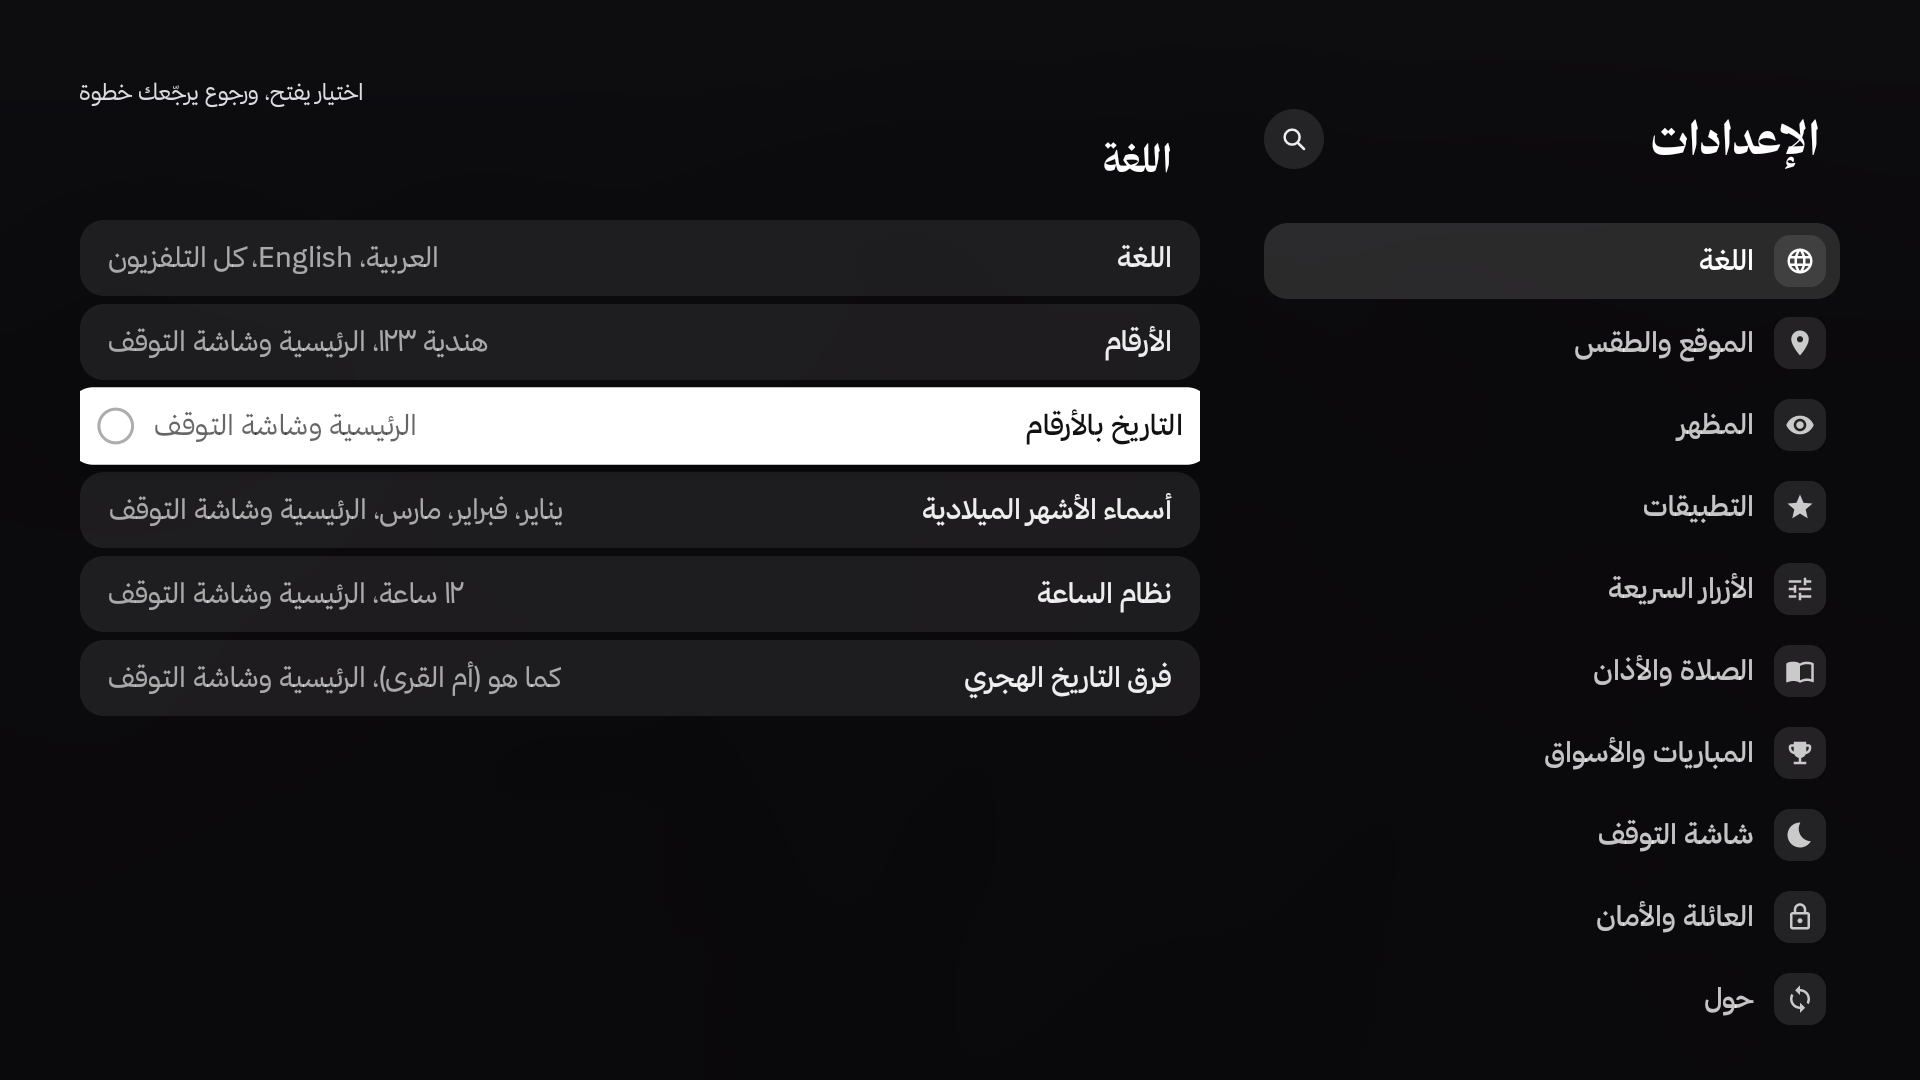 الإعدادات
اللغة
الموقع والطقس
المظهر
التطبيقات
الأزرار السريعة
الصلاة والأذان
المباريات والأسواق
شاشة التوقف
العائلة والأمان
حول
اختيار يفتح، ورجوع يرجّعك خطوة
اللغة
اللغة العربية، English، كل التلفزيون
الأرقام هندية ١٢٣، الرئيسية وشاشة التوقف
التاريخ بالأرقام الرئيسية وشاشة التوقف
أسماء الأشهر الميلادية يناير، فبراير، مارس، الرئيسية وشاشة التوقف
نظام الساعة ١٢ ساعة، الرئيسية وشاشة التوقف
فرق التاريخ الهجري كما هو (أم القرى)، الرئيسية وشاشة التوقف